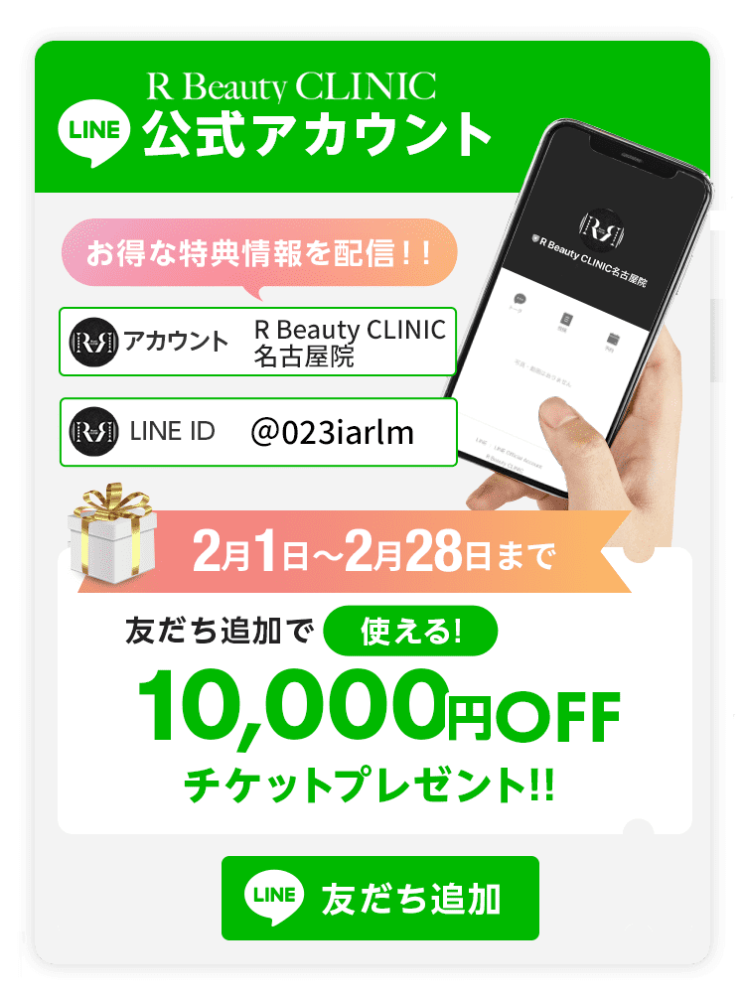 R Beauty CLINIC
LINE 公式アカウント
お得な特典情報を配信！！
アカウント R Beauty CLINIC
名古屋院
LINE ID @023iarlm
R Beauty CLINIC名古屋院
2月1日〜2月28日まで
友だち追加で 使える!
10,000円OFF
チケットプレゼント!!
LINE 友だち追加